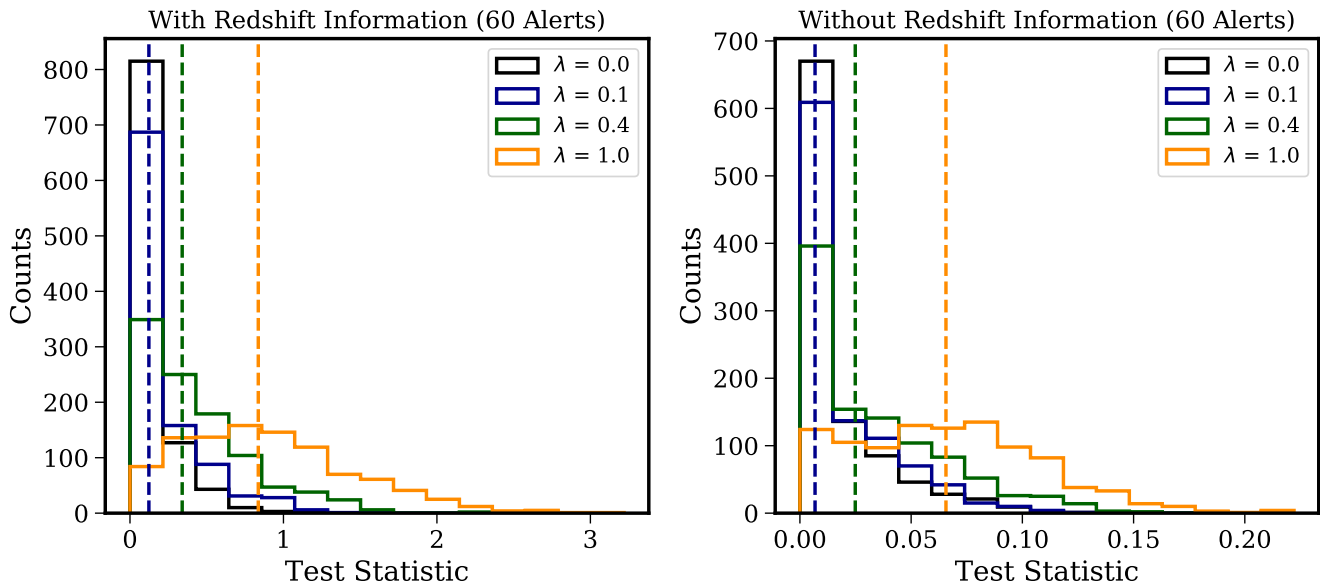 With Redshift Information (60 Alerts)
Counts
800
700
600
500
400
300
200
100
0
λ = 0.0
λ = 0.1
λ = 0.4
λ = 1.0
0 1 2 3
Test Statistic
Without Redshift Information (60 Alerts)
Counts
700
600
500
400
300
200
100
0
λ = 0.0
λ = 0.1
λ = 0.4
λ = 1.0
0.00 0.05 0.10 0.15 0.20
Test Statistic